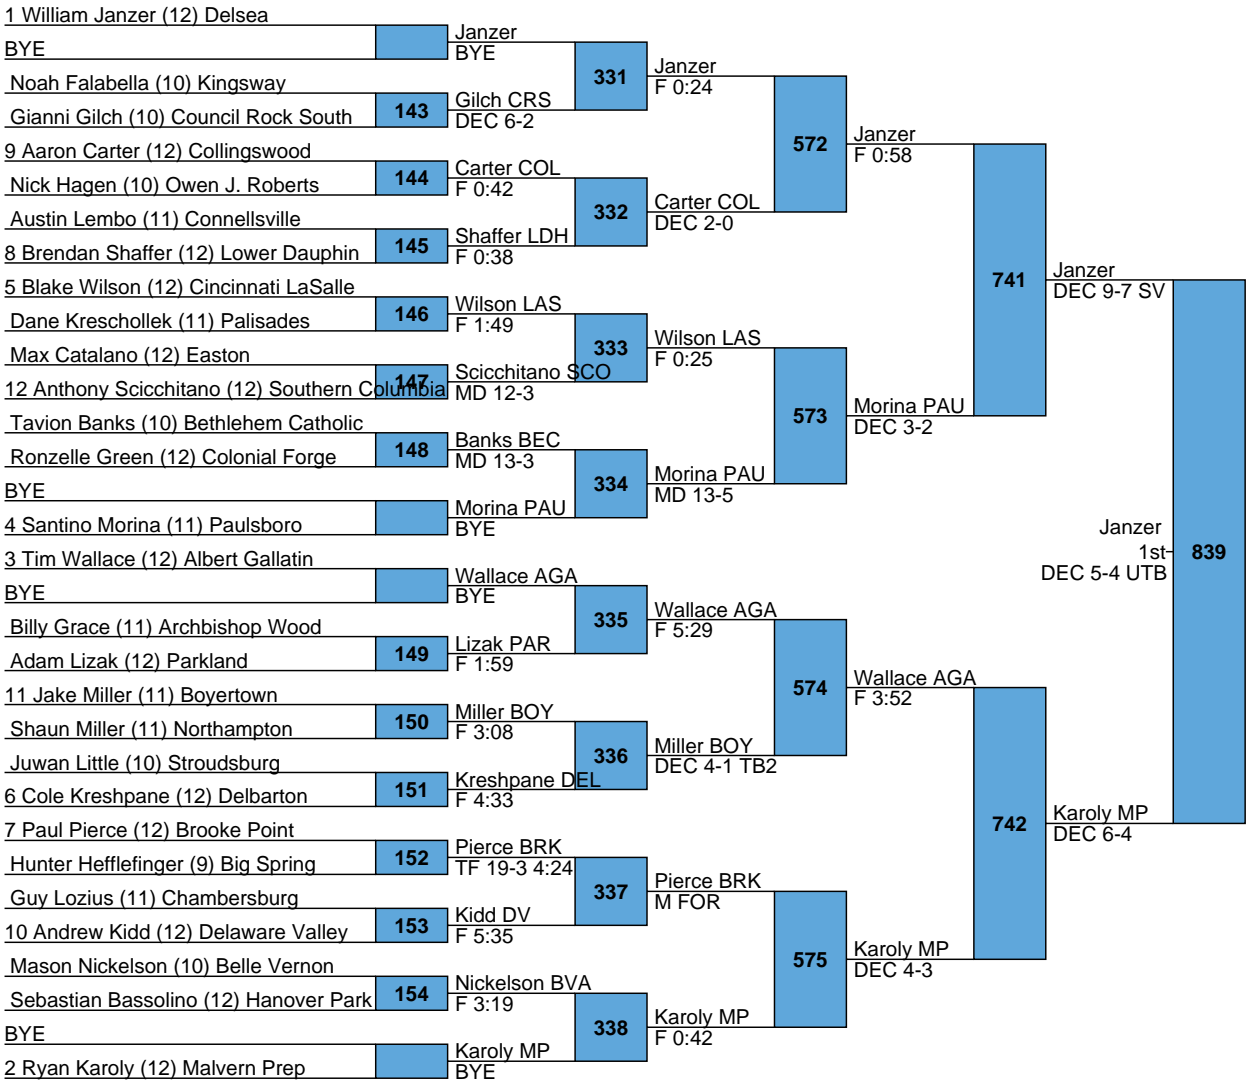 1 William Janzer (12) Delsea
BYE
Janzer
BYE
Noah Falabella (10) Kingsway
Gianni Gilch (10) Council Rock South
143
Gilch CRS
DEC 6-2
331
Janzer
F 0:24
9 Aaron Carter (12) Collingswood
Nick Hagen (10) Owen J. Roberts
144
Carter COL
F 0:42
Austin Lembo (11) Connellsville
8 Brendan Shaffer (12) Lower Dauphin
145
Shaffer LDH
F 0:38
332
Carter COL
DEC 2-0
572
Janzer
F 0:58
5 Blake Wilson (12) Cincinnati LaSalle
Dane Kreschollek (11) Palisades
146
Wilson LAS
F 1:49
Max Catalano (12) Easton
12 Anthony Scicchitano (12) Southern Columbia
147
Scicchitano SCO
MD 12-3
333
Wilson LAS
F 0:25
Tavion Banks (10) Bethlehem Catholic
Ronzelle Green (12) Colonial Forge
148
Banks BEC
MD 13-3
BYE
4 Santino Morina (11) Paulsboro
Morina PAU
BYE
334
Morina PAU
MD 13-5
573
Morina PAU
DEC 3-2
741
Janzer
DEC 9-7 SV
3 Tim Wallace (12) Albert Gallatin
BYE
Wallace AGA
BYE
Billy Grace (11) Archbishop Wood
Adam Lizak (12) Parkland
149
Lizak PAR
F 1:59
335
Wallace AGA
F 5:29
11 Jake Miller (11) Boyertown
Shaun Miller (11) Northampton
150
Miller BOY
F 3:08
Juwan Little (10) Stroudsburg
6 Cole Kreshpane (12) Delbarton
151
Kreshpane DEL
F 4:33
336
Miller BOY
DEC 4-1 TB2
574
Wallace AGA
F 3:52
7 Paul Pierce (12) Brooke Point
Hunter Hefflefinger (9) Big Spring
152
Pierce BRK
TF 19-3 4:24
Guy Lozius (11) Chambersburg
10 Andrew Kidd (12) Delaware Valley
153
Kidd DV
F 5:35
337
Pierce BRK
M FOR
Mason Nickelson (10) Belle Vernon
Sebastian Bassolino (12) Hanover Park
154
Nickelson BVA
F 3:19
BYE
2 Ryan Karoly (12) Malvern Prep
Karoly MP
BYE
338
Karoly MP
F 0:42
575
Karoly MP
DEC 4-3
742
Karoly MP
DEC 6-4
839
Janzer
1st
DEC 5-4 UTB